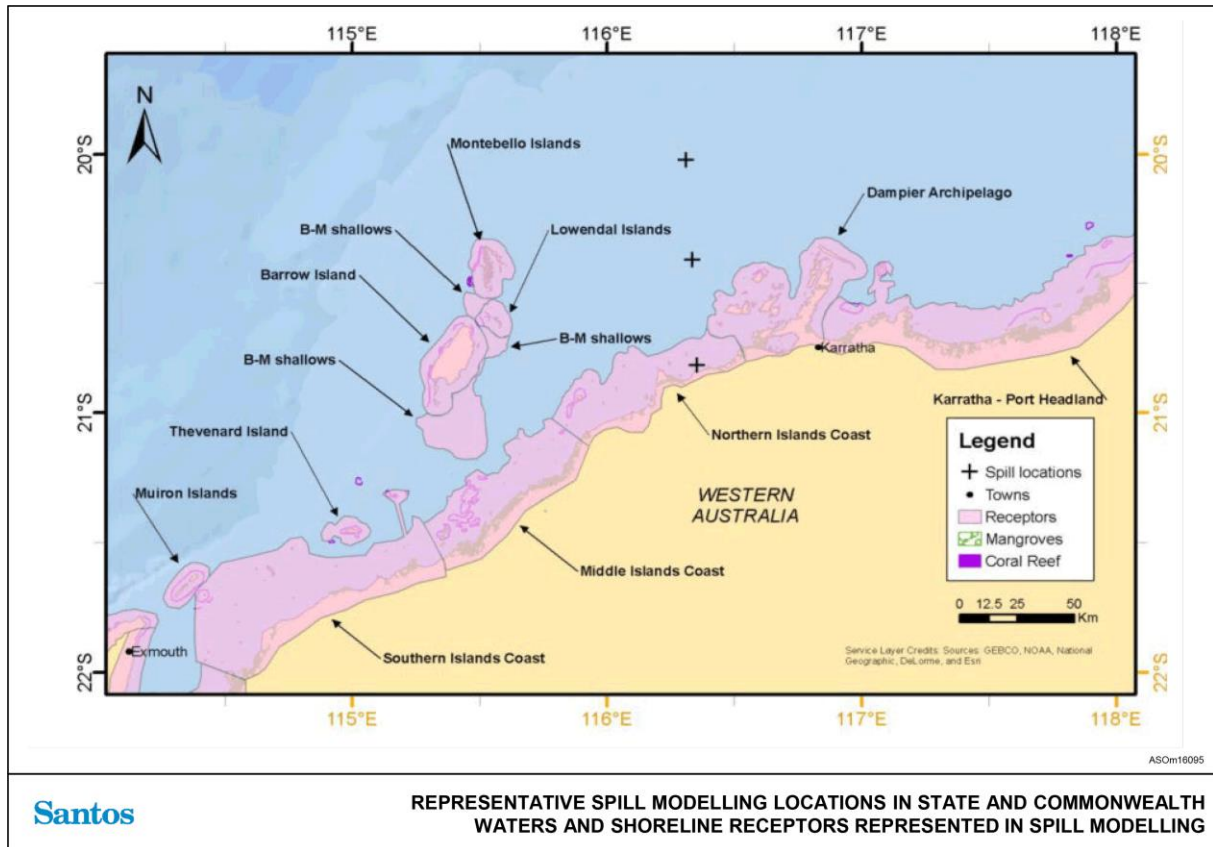 115°E
116°E
117°E
118°E
N
20°S
20°S
Montebello Islands
Dampier Archipelago
B-M shallows
Lowendal Islands
Barrow Island
B-M shallows
B-M shallows
Karratha
21°S
21°S
Karratha - Port Headland
Thevenard Island
Northern Islands Coast
Muiron Islands
WESTERN
AUSTRALIA
Legend
Spill locations
Towns
Receptors
Mangroves
Coral Reef
Middle Islands Coast
0 12.5 25 50
Km
Exmouth
Southern Islands Coast
Service Layer Credits: Sources: GEBCO, NOAA, National
Geographic, DeLorme, and Esri
22°S
22°S
115°E
116°E
117°E
118°E
ASOm16095
Santos
REPRESENTATIVE SPILL MODELLING LOCATIONS IN STATE AND COMMONWEALTH
WATERS AND SHORELINE RECEPTORS REPRESENTED IN SPILL MODELLING